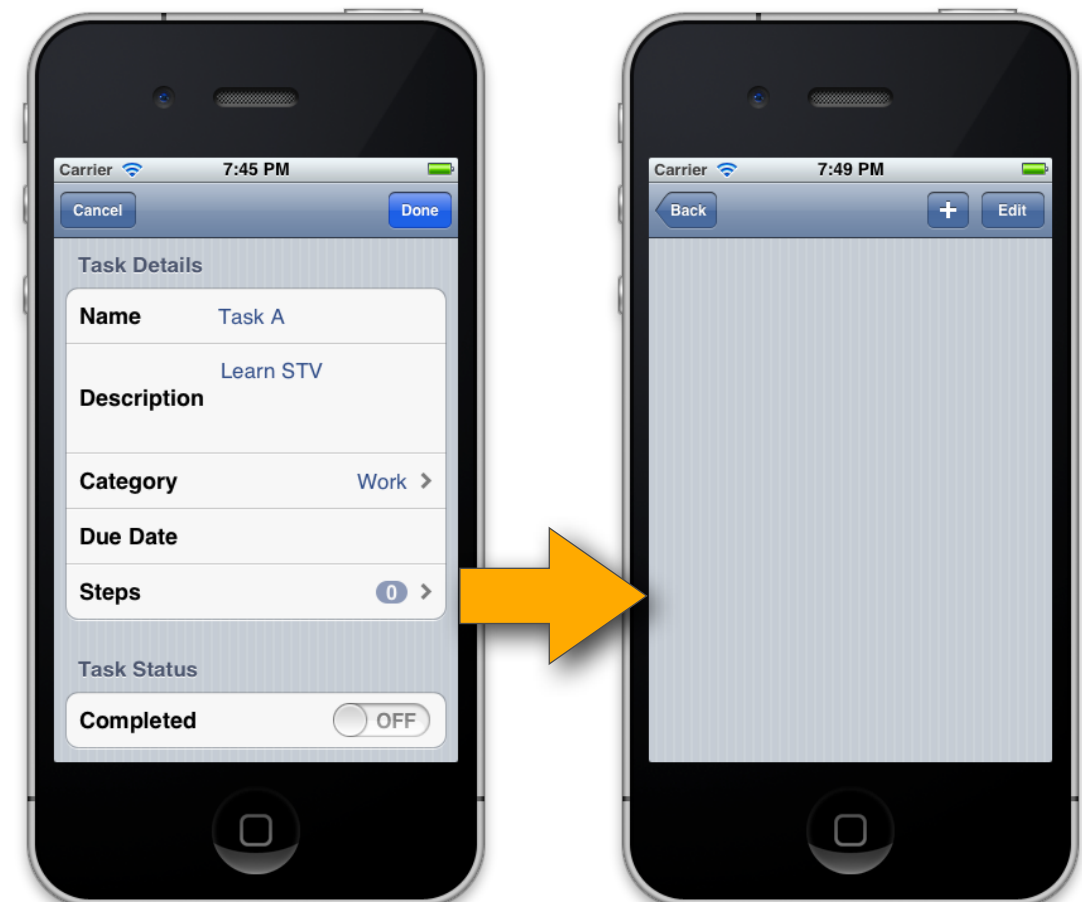 Carrier 7:45 PM
Cancel Done
Task Details
Name Task A
Description Learn STV
Category Work
Due Date
Steps 0
Task Status
Completed OFF
Carrier 7:49 PM
Back + Edit